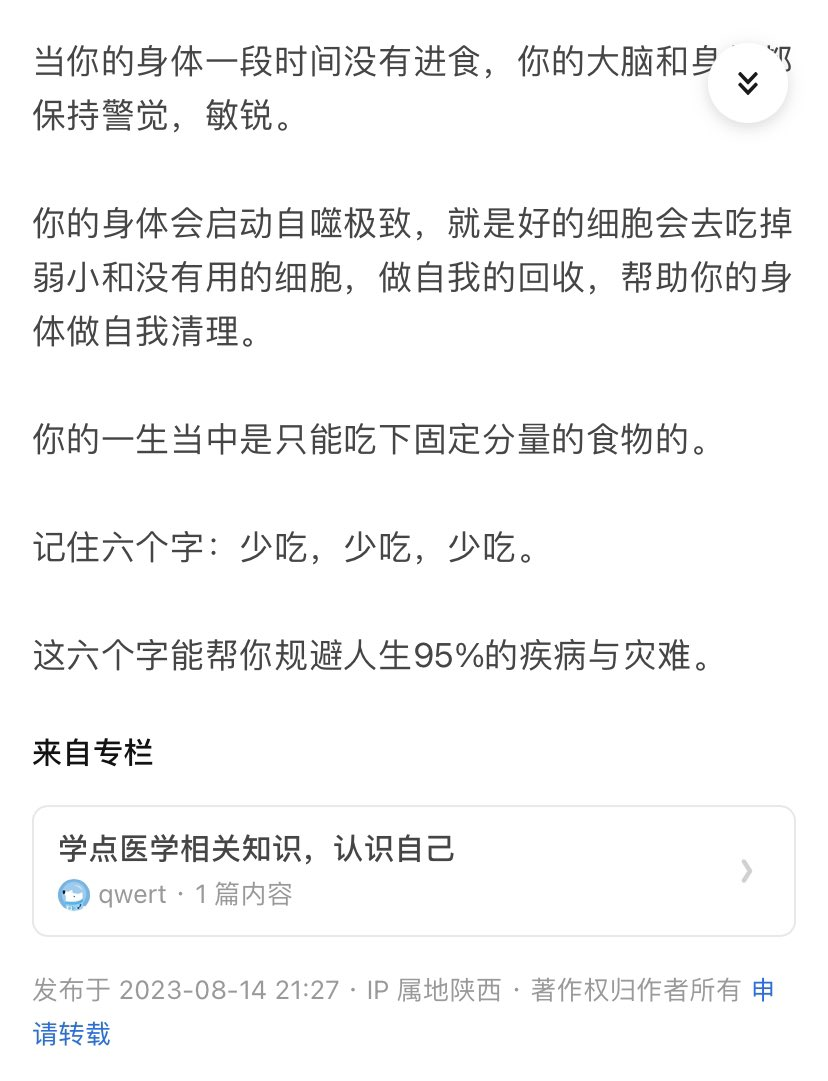 当你的身体一段时间没有进食，你的大脑和身都
保持警觉，敏锐。
你的身体会启动自噬极致，就是好的细胞会去吃掉
弱小和没有用的细胞，做自我的回收，帮助你的身
体做自我清理。
你的一生当中是只能吃下固定分量的食物的。
记住六个字：少吃，少吃，少吃。
这六个字能帮你规避人生95%的疾病与灾难。
来自专栏
学点医学相关知识，认识自己
qwert · 1 篇内容
发布于 2023-08-14 21:27 · IP 属地陕西 · 著作权归作者所有 申
请转载